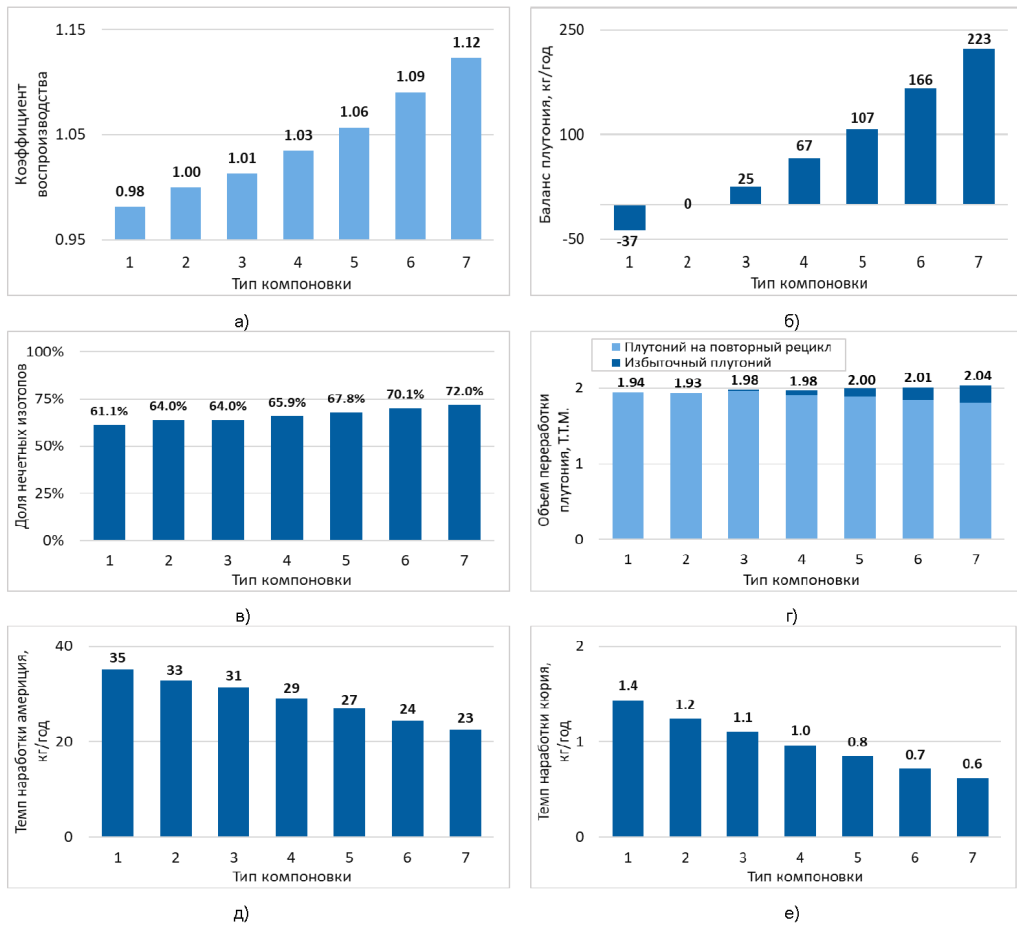 Коэффициент
воспроизводства
1.15
1.05
0.95
0.98
1.00
1.01
1.03
1.06
1.09
1.12
1 2 3 4 5 6 7
Тип компоновки
а)
Баланс плутония, кг/год
250
100
-50
-37
0
25
67
107
166
223
1 2 3 4 5 6 7
Тип компоновки
б)
Доля нечетных изотопов
100%
75%
50%
25%
0%
61.1% 64.0% 64.0% 65.9% 67.8% 70.1% 72.0%
1 2 3 4 5 6 7
Тип компоновки
в)
Плутоний на повторный рецикл
Избыточный плутоний
Объем переработки
плутония, Т.Т.М.
2
1
0
1.94 1.93 1.98 1.98 2.00 2.01 2.04
1 2 3 4 5 6 7
Тип компоновки
г)
Темп наработки америция,
кг/год
40
20
0
35 33 31 29 27 24 23
1 2 3 4 5 6 7
Тип компоновки
д)
Темп наработки кюрия,
кг/год
2
1
0
1.4 1.2 1.1 1.0 0.8 0.7 0.6
1 2 3 4 5 6 7
Тип компоновки
е)